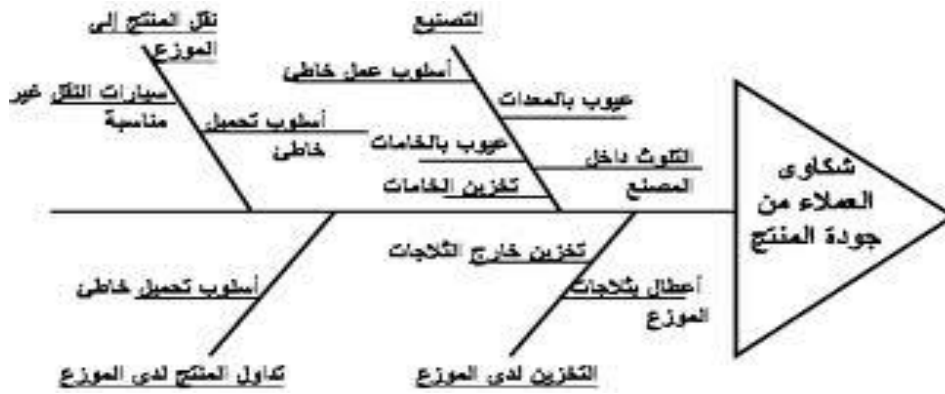 التصنيع
أسلوب عمل خاطئ
عيوب بالمعدات
عيوب بالخامات
التلوث داخل
المصنع
تخزين الخامات
نقل المنتج إلى
الموزع
سيارات النقل غير
مناسبة
أسلوب تحميل
خاطئ
شكاوى
العملاء من
جودة المنتج
تخزين خارج الثلاجات
أعطال بثلاجات
الموزع
التخزين لدى الموزع
أسلوب تحميل خاطئ
تداول المنتج لدى الموزع